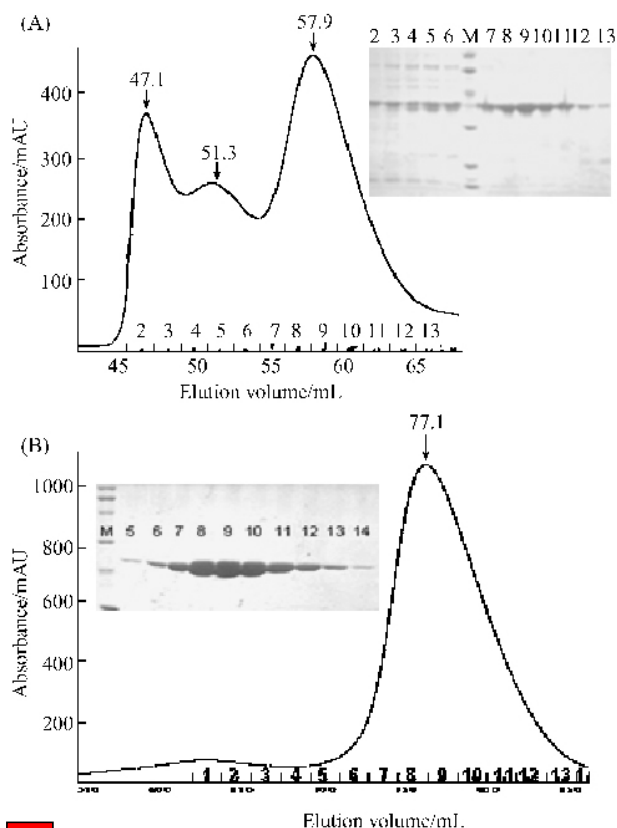 (A)
57.9
2 3 4 5 6 M 7 8 9 10 11 12 13
47.1
51.3
400
300
200
100
Absorbance/mAU
2 3 4 5 6 7 8 9 10 11 12 13
45 50 55 60 65
Elution volume/mL
(B)
77.1
1000
800
600
400
200
Absorbance/mAU
M 5 6 7 8 9 10 11 12 13 14
1 2 3 4 5 6 7 8 9 10 11 12 13
Elution volume/mL